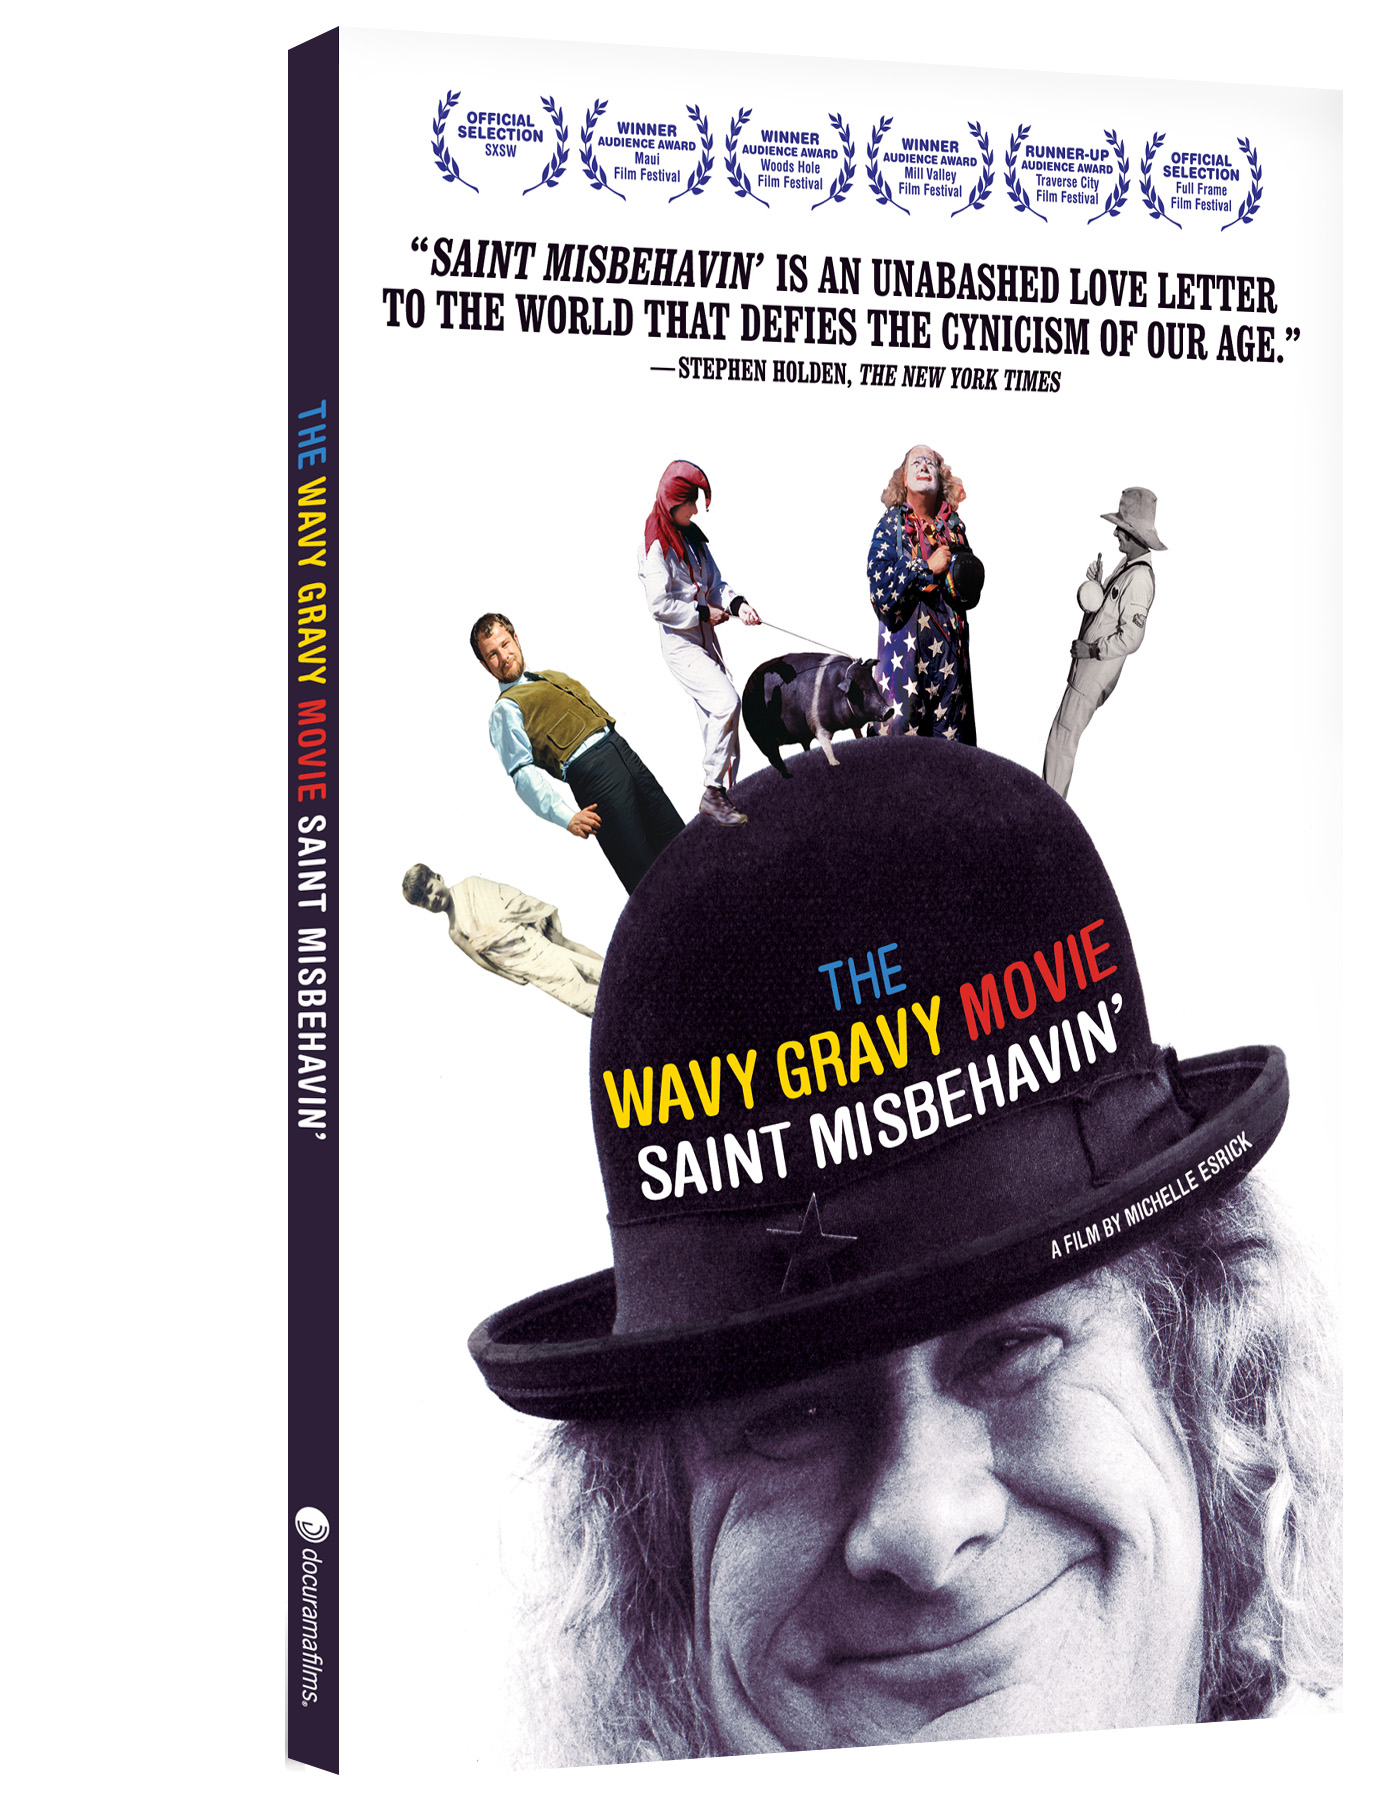 OFFICIAL
SELECTION
SXSW
WINNER
AUDIENCE AWARD
Maui
Film Festival
WINNER
AUDIENCE AWARD
Woods Hole
Film Festival
WINNER
AUDIENCE AWARD
Mill Valley
Film Festival
RUNNER-UP
AUDIENCE AWARD
Traverse City
Film Festival
OFFICIAL
SELECTION
Full Frame
Film Festival
“SAINT MISBEHAVIN’ IS AN UNABASHED LOVE LETTER
TO THE WORLD THAT DEFIES THE CYNICISM OF OUR AGE.”
—STEPHEN HOLDEN, THE NEW YORK TIMES
THE
WAVY GRAVY MOVIE
SAINT MISBEHAVIN’
A FILM BY MICHELLE ESRICK
THE WAVY GRAVY MOVIE SAINT MISBEHAVIN’
docuramafilms®